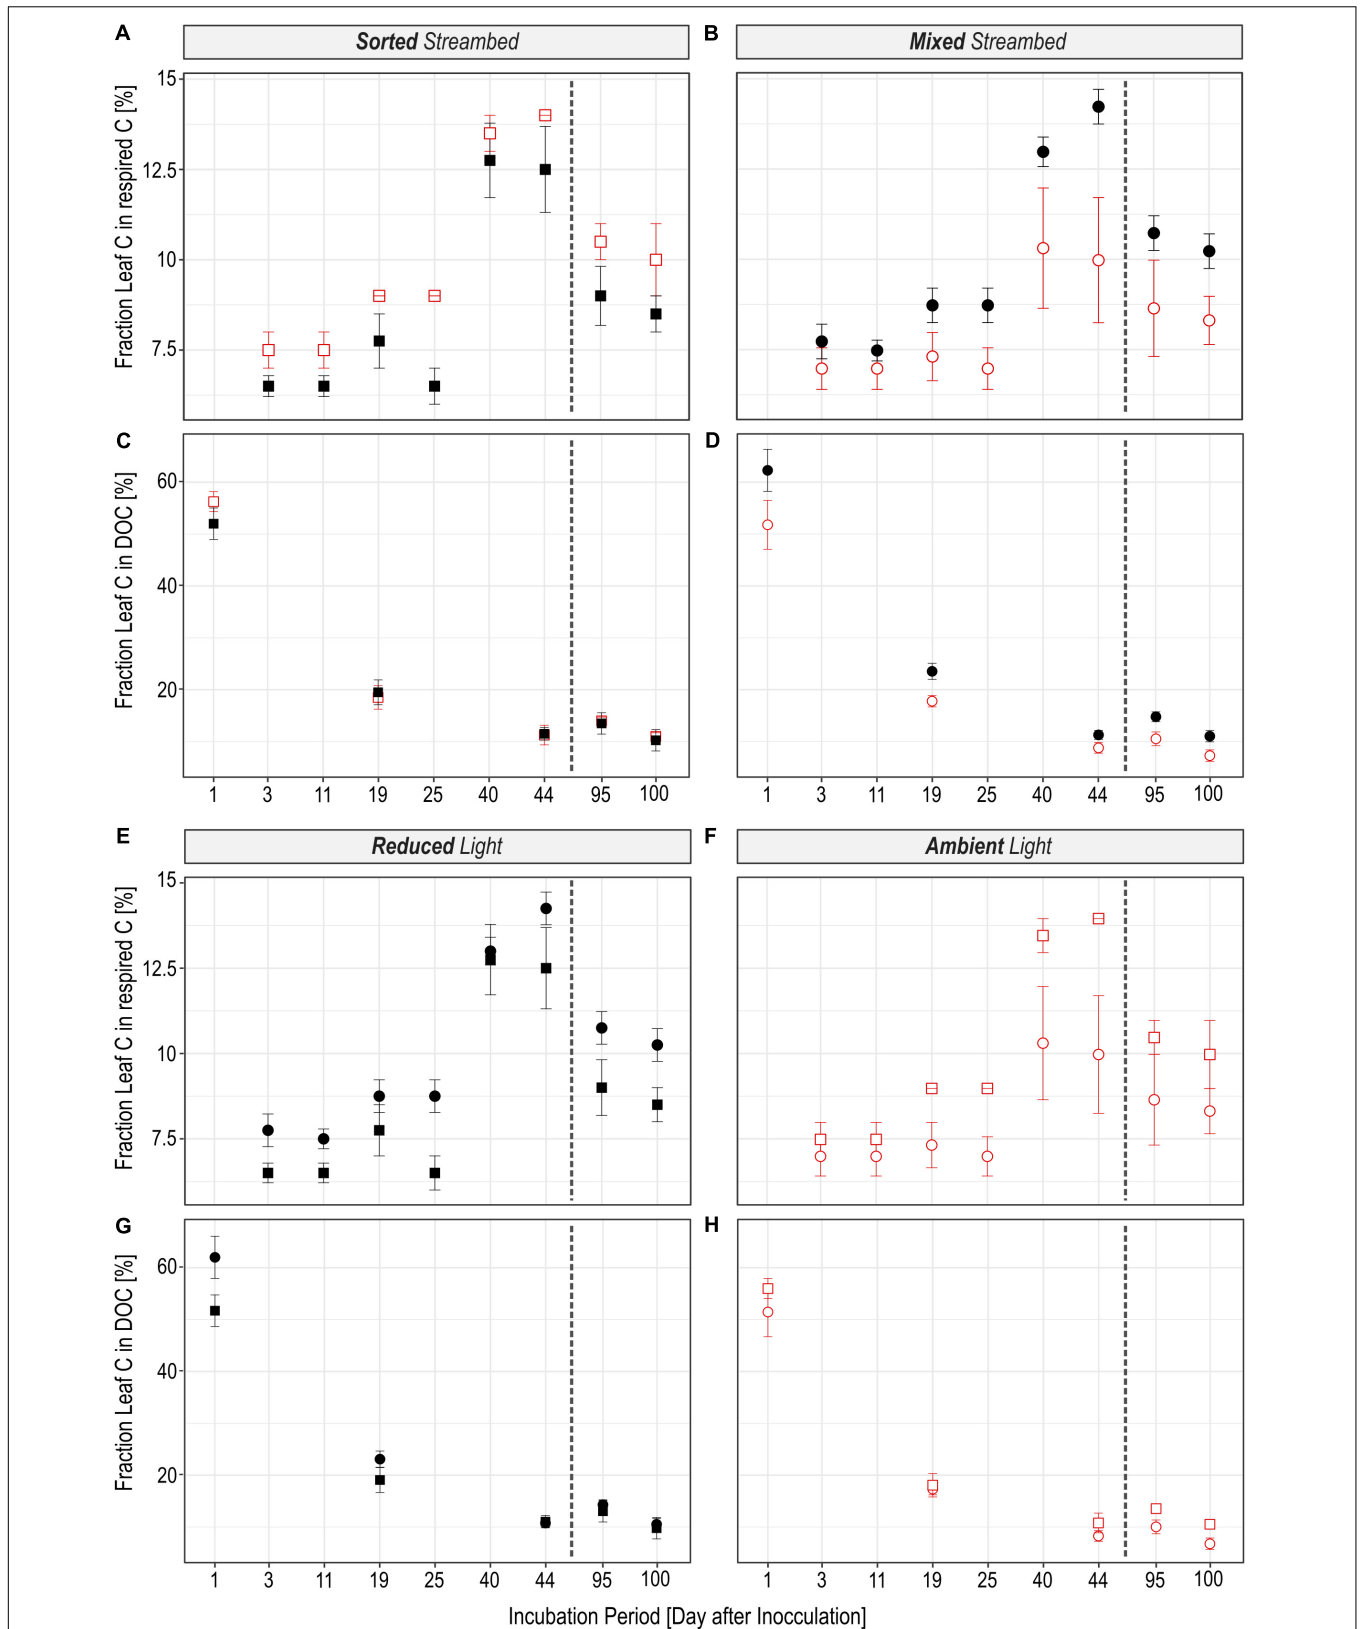 A
Sorted Streambed
B
Mixed Streambed
Fraction Leaf C in respired C [%]
15
12.5
10
7.5
C
D
Fraction Leaf C in DOC [%]
60
40
20
1 3 11 19 25 40 44 95 100
1 3 11 19 25 40 44 95 100
E
Reduced Light
F
Ambient Light
Fraction Leaf C in respired C [%]
15
12.5
10
7.5
G
H
Fraction Leaf C in DOC [%]
60
40
20
1 3 11 19 25 40 44 95 100
1 3 11 19 25 40 44 95 100
Incubation Period [Day after Inocculation]